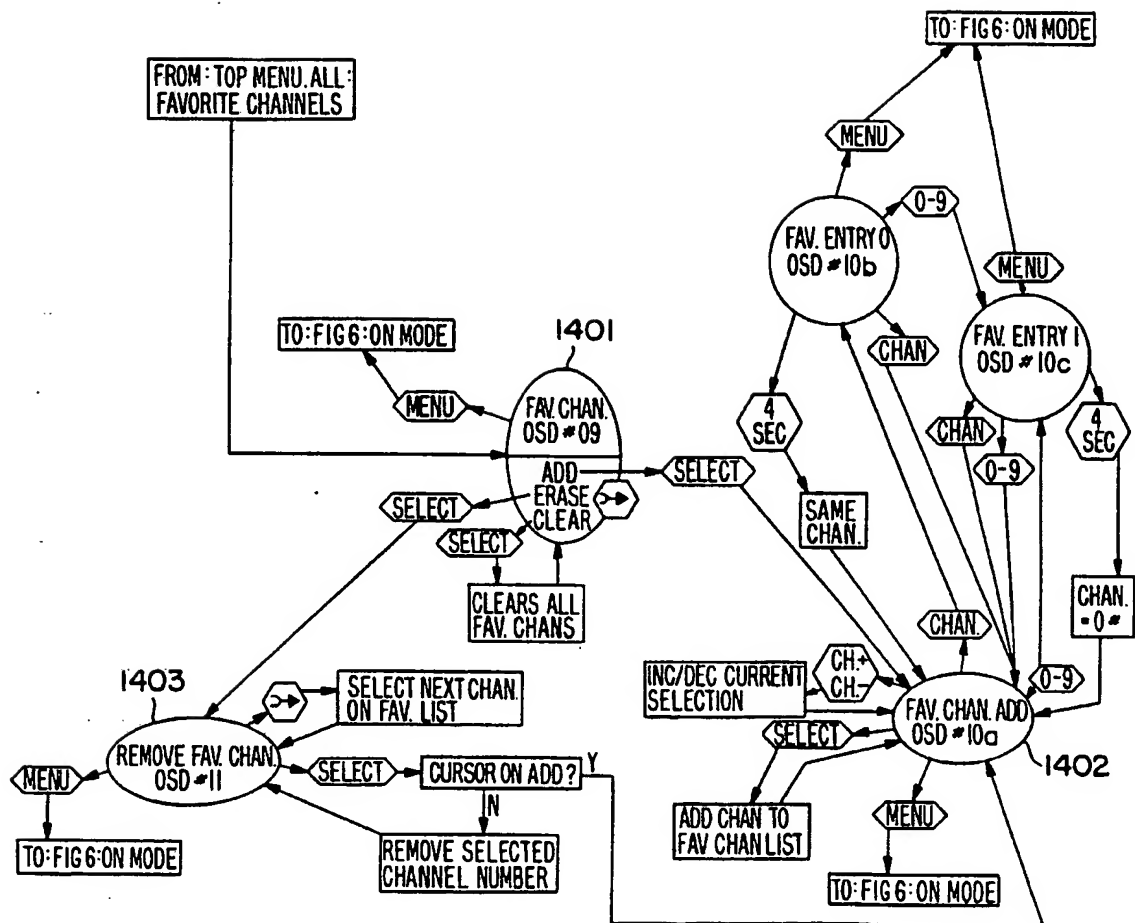 TO:FIG 6:ON MODE
FROM:TOP MENU.ALL:
FAVORITE CHANNELS
MENU
0-9
FAV. ENTRY 0
OSD #10b
MENU
1401
TO:FIG 6:ON MODE
CHAN
FAV. ENTRY 1
OSD #10c
MENU
FAV. CHAN.
OSD #09
4
SEC
CHAN
4
SEC
0-9
ADD
ERASE
CLEAR
SELECT
SELECT
SELECT
SAME
CHAN.
CLEARS ALL
FAV. CHANS
CHAN.
=0#
CHAN.
1403
SELECT NEXT CHAN.
ON FAV. LIST
INC/DEC CURRENT
SELECTION
CH.+
CH.-
0-9
FAV. CHAN. ADD
OSD #10a
SELECT
REMOVE FAV. CHAN.
OSD #11
MENU
SELECT
CURSOR ON ADD?
Y
1402
N
ADD CHAN TO
FAV CHAN LIST
MENU
TO:FIG 6:ON MODE
REMOVE SELECTED
CHANNEL NUMBER
TO:FIG 6:ON MODE